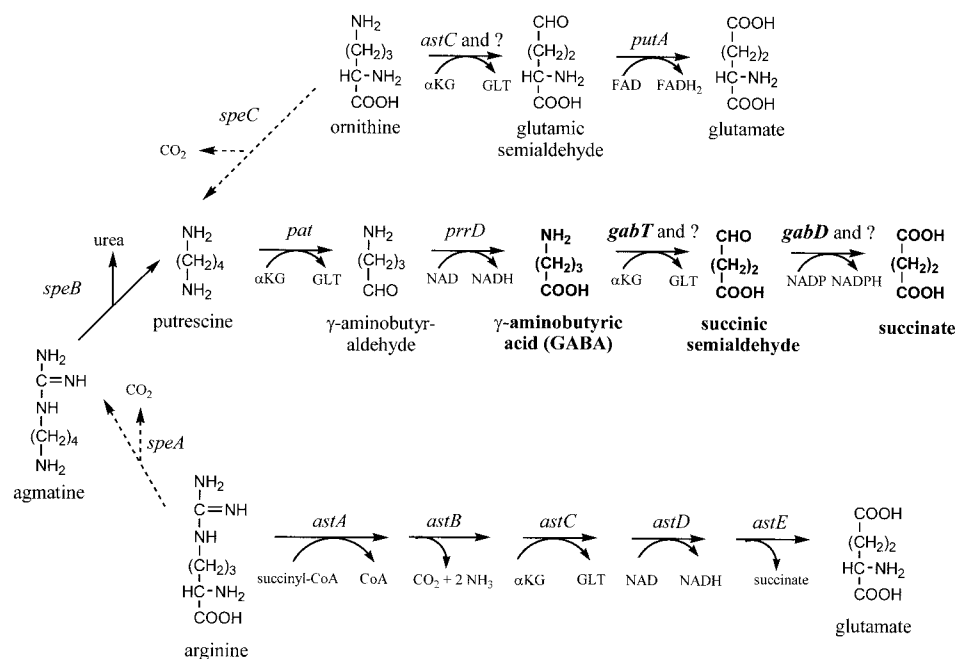 NH₂
(CH₂)₃
HC-NH₂
COOH
ornithine
astC and ?
αKG GLT
CHO
(CH₂)₂
HC-NH₂
COOH
glutamic
semialdehyde
putA
FAD FADH₂
COOH
(CH₂)₂
HC-NH₂
COOH
glutamate
speC
CO₂
urea
speB
NH₂
(CH₂)₄
NH₂
putrescine
pat
αKG GLT
NH₂
(CH₂)₃
CHO
γ-aminobutyr-
aldehyde
prrD
NAD NADH
NH₂
(CH₂)₃
COOH
γ-aminobutyric
acid (GABA)
gabT and ?
αKG GLT
CHO
(CH₂)₂
COOH
succinic
semialdehyde
gabD and ?
NADP NADPH
COOH
(CH₂)₂
COOH
succinate
NH₂
C=NH
NH
(CH₂)₄
NH₂
agmatine
CO₂
speA
NH₂
C=NH
NH
(CH₂)₃
HC-NH₂
COOH
arginine
astA
succinyl-CoA CoA
astB
CO₂ + 2 NH₃
astC
αKG GLT
astD
NAD NADH
astE
succinate
COOH
(CH₂)₂
HC-NH₂
COOH
glutamate